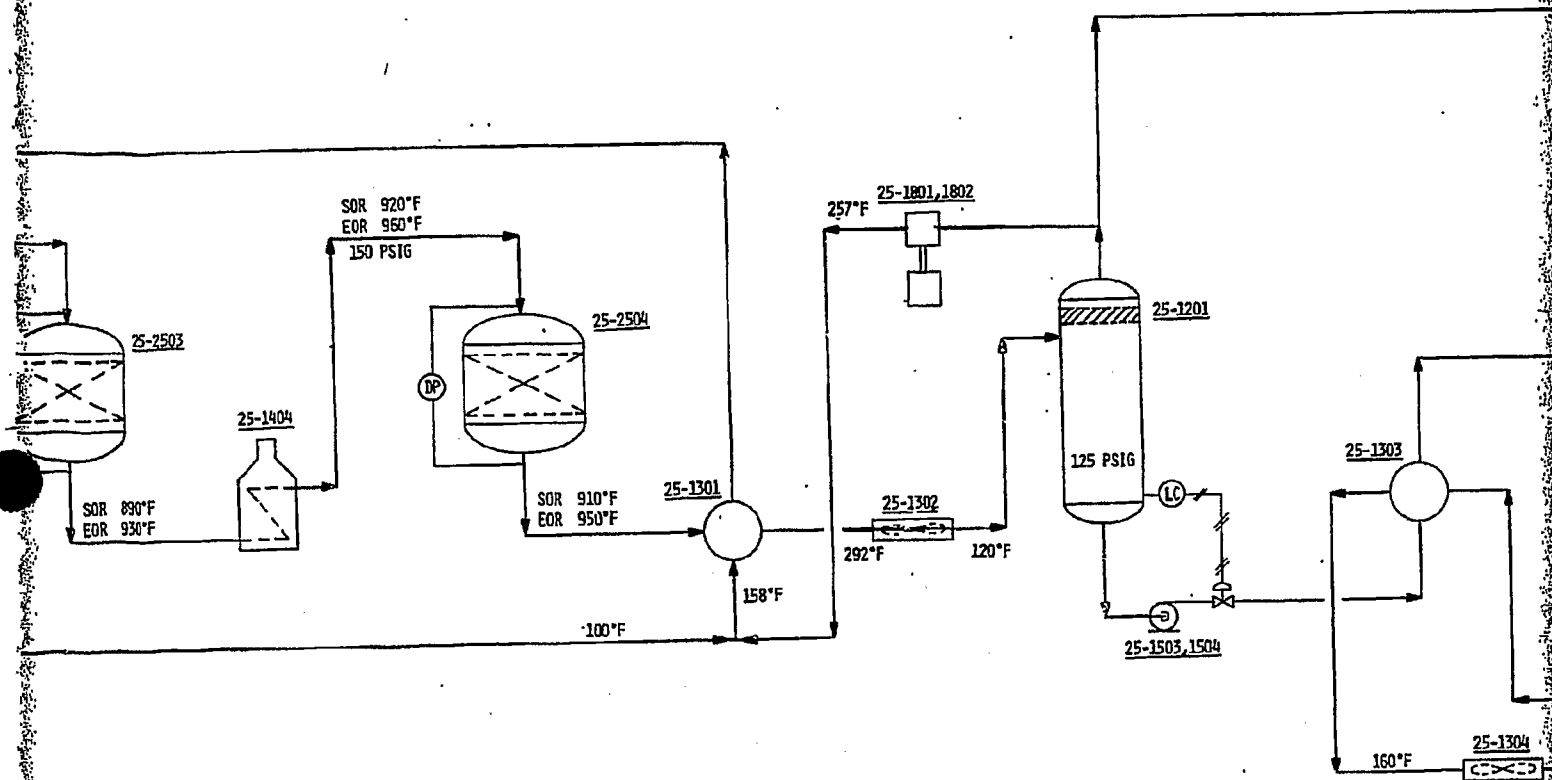 25-1801,1802
257°F
SOR 920°F
EOR 960°F
150 PSIG
25-2503
25-2504
25-1201
DP
25-1404
125 PSIG
25-1303
LC
SOR 890°F
EOR 930°F
SOR 910°F
EOR 950°F
25-1301
25-1302
292°F
120°F
158°F
100°F
25-1503,1504
25-1304
160°F